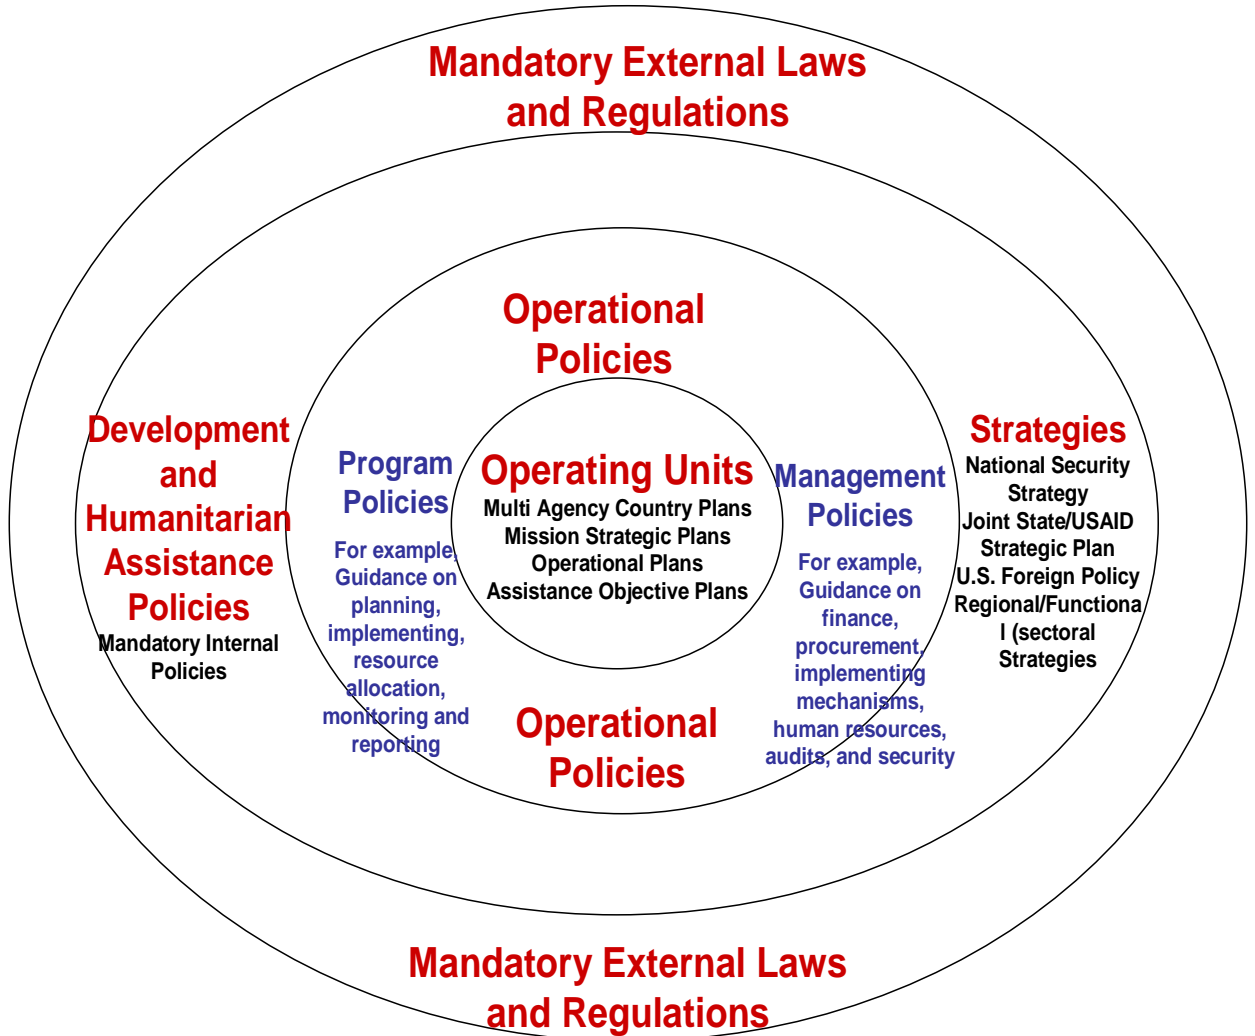 Mandatory External Laws
and Regulations
Operational
Policies
Development
and
Humanitarian
Assistance
Policies
Mandatory Internal
Policies
Program
Policies
For example,
Guidance on
planning,
implementing,
resource
allocation,
monitoring and
reporting
Operating Units
Multi Agency Country Plans
Mission Strategic Plans
Operational Plans
Assistance Objective Plans
Management
Policies
For example,
Guidance on
finance,
procurement,
implementing
mechanisms,
human resources,
audits, and security
Strategies
National Security
Strategy
Joint State/USAID
Strategic Plan
U.S. Foreign Policy
Regional/Functiona
l (sectoral
Strategies
Operational
Policies
Mandatory External Laws
and Regulations